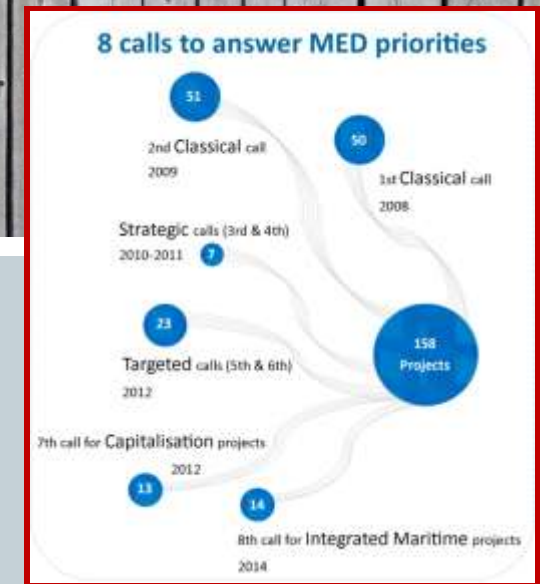 8 calls to answer MED priorities
51
2nd Classical call
2009
50
1st Classical call
2008
Strategic calls (3rd & 4th)
2010-2011 7
23
Targeted calls (5th & 6th)
2012
158
Projects
7th call for Capitalisation projects
2012
13
14
8th call for Integrated Maritime projects
2014